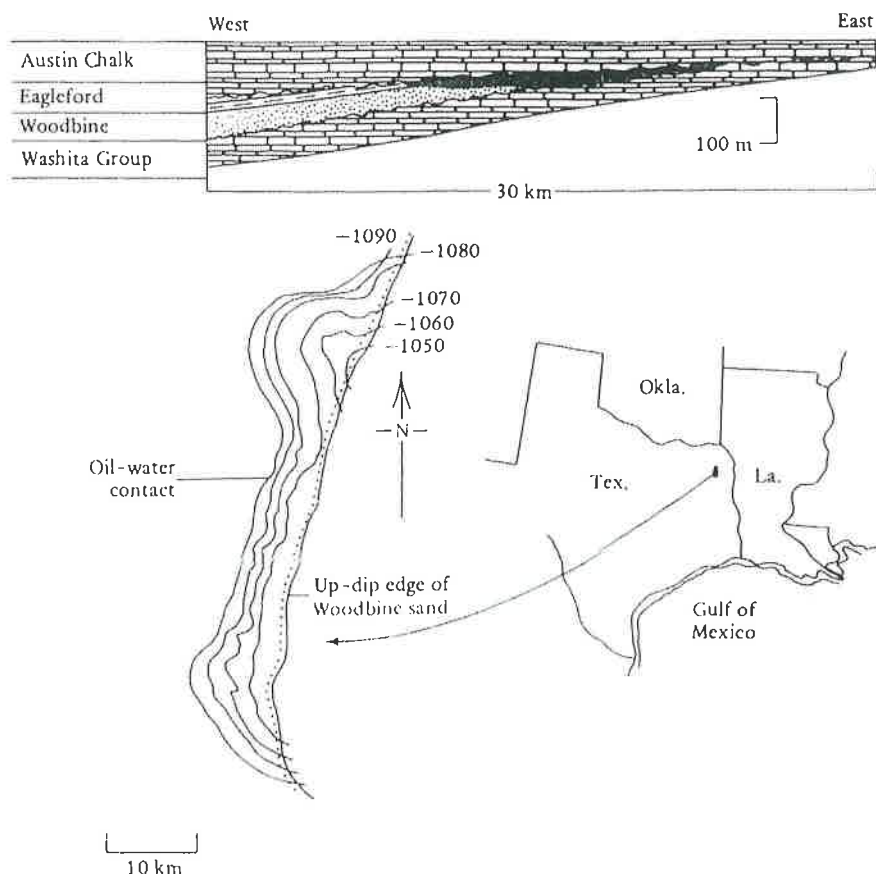 West
East
Austin Chalk
Eagleford
Woodbine
Washita Group
100 m
30 km
−1090
−1080
−1070
−1060
−1050
−N−
Oil-water
contact
Up-dip edge of
Woodbine sand
Okla.
Tex.
La.
Gulf of
Mexico
10 km